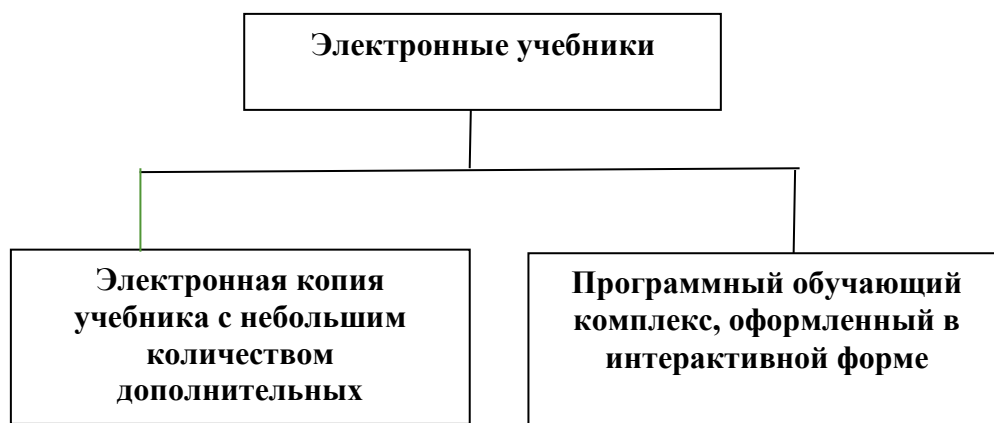 Электронные учебники
Электронная копия
учебника с небольшим
количеством
дополнительных
Программный обучающий
комплекс, оформленный в
интерактивной форме